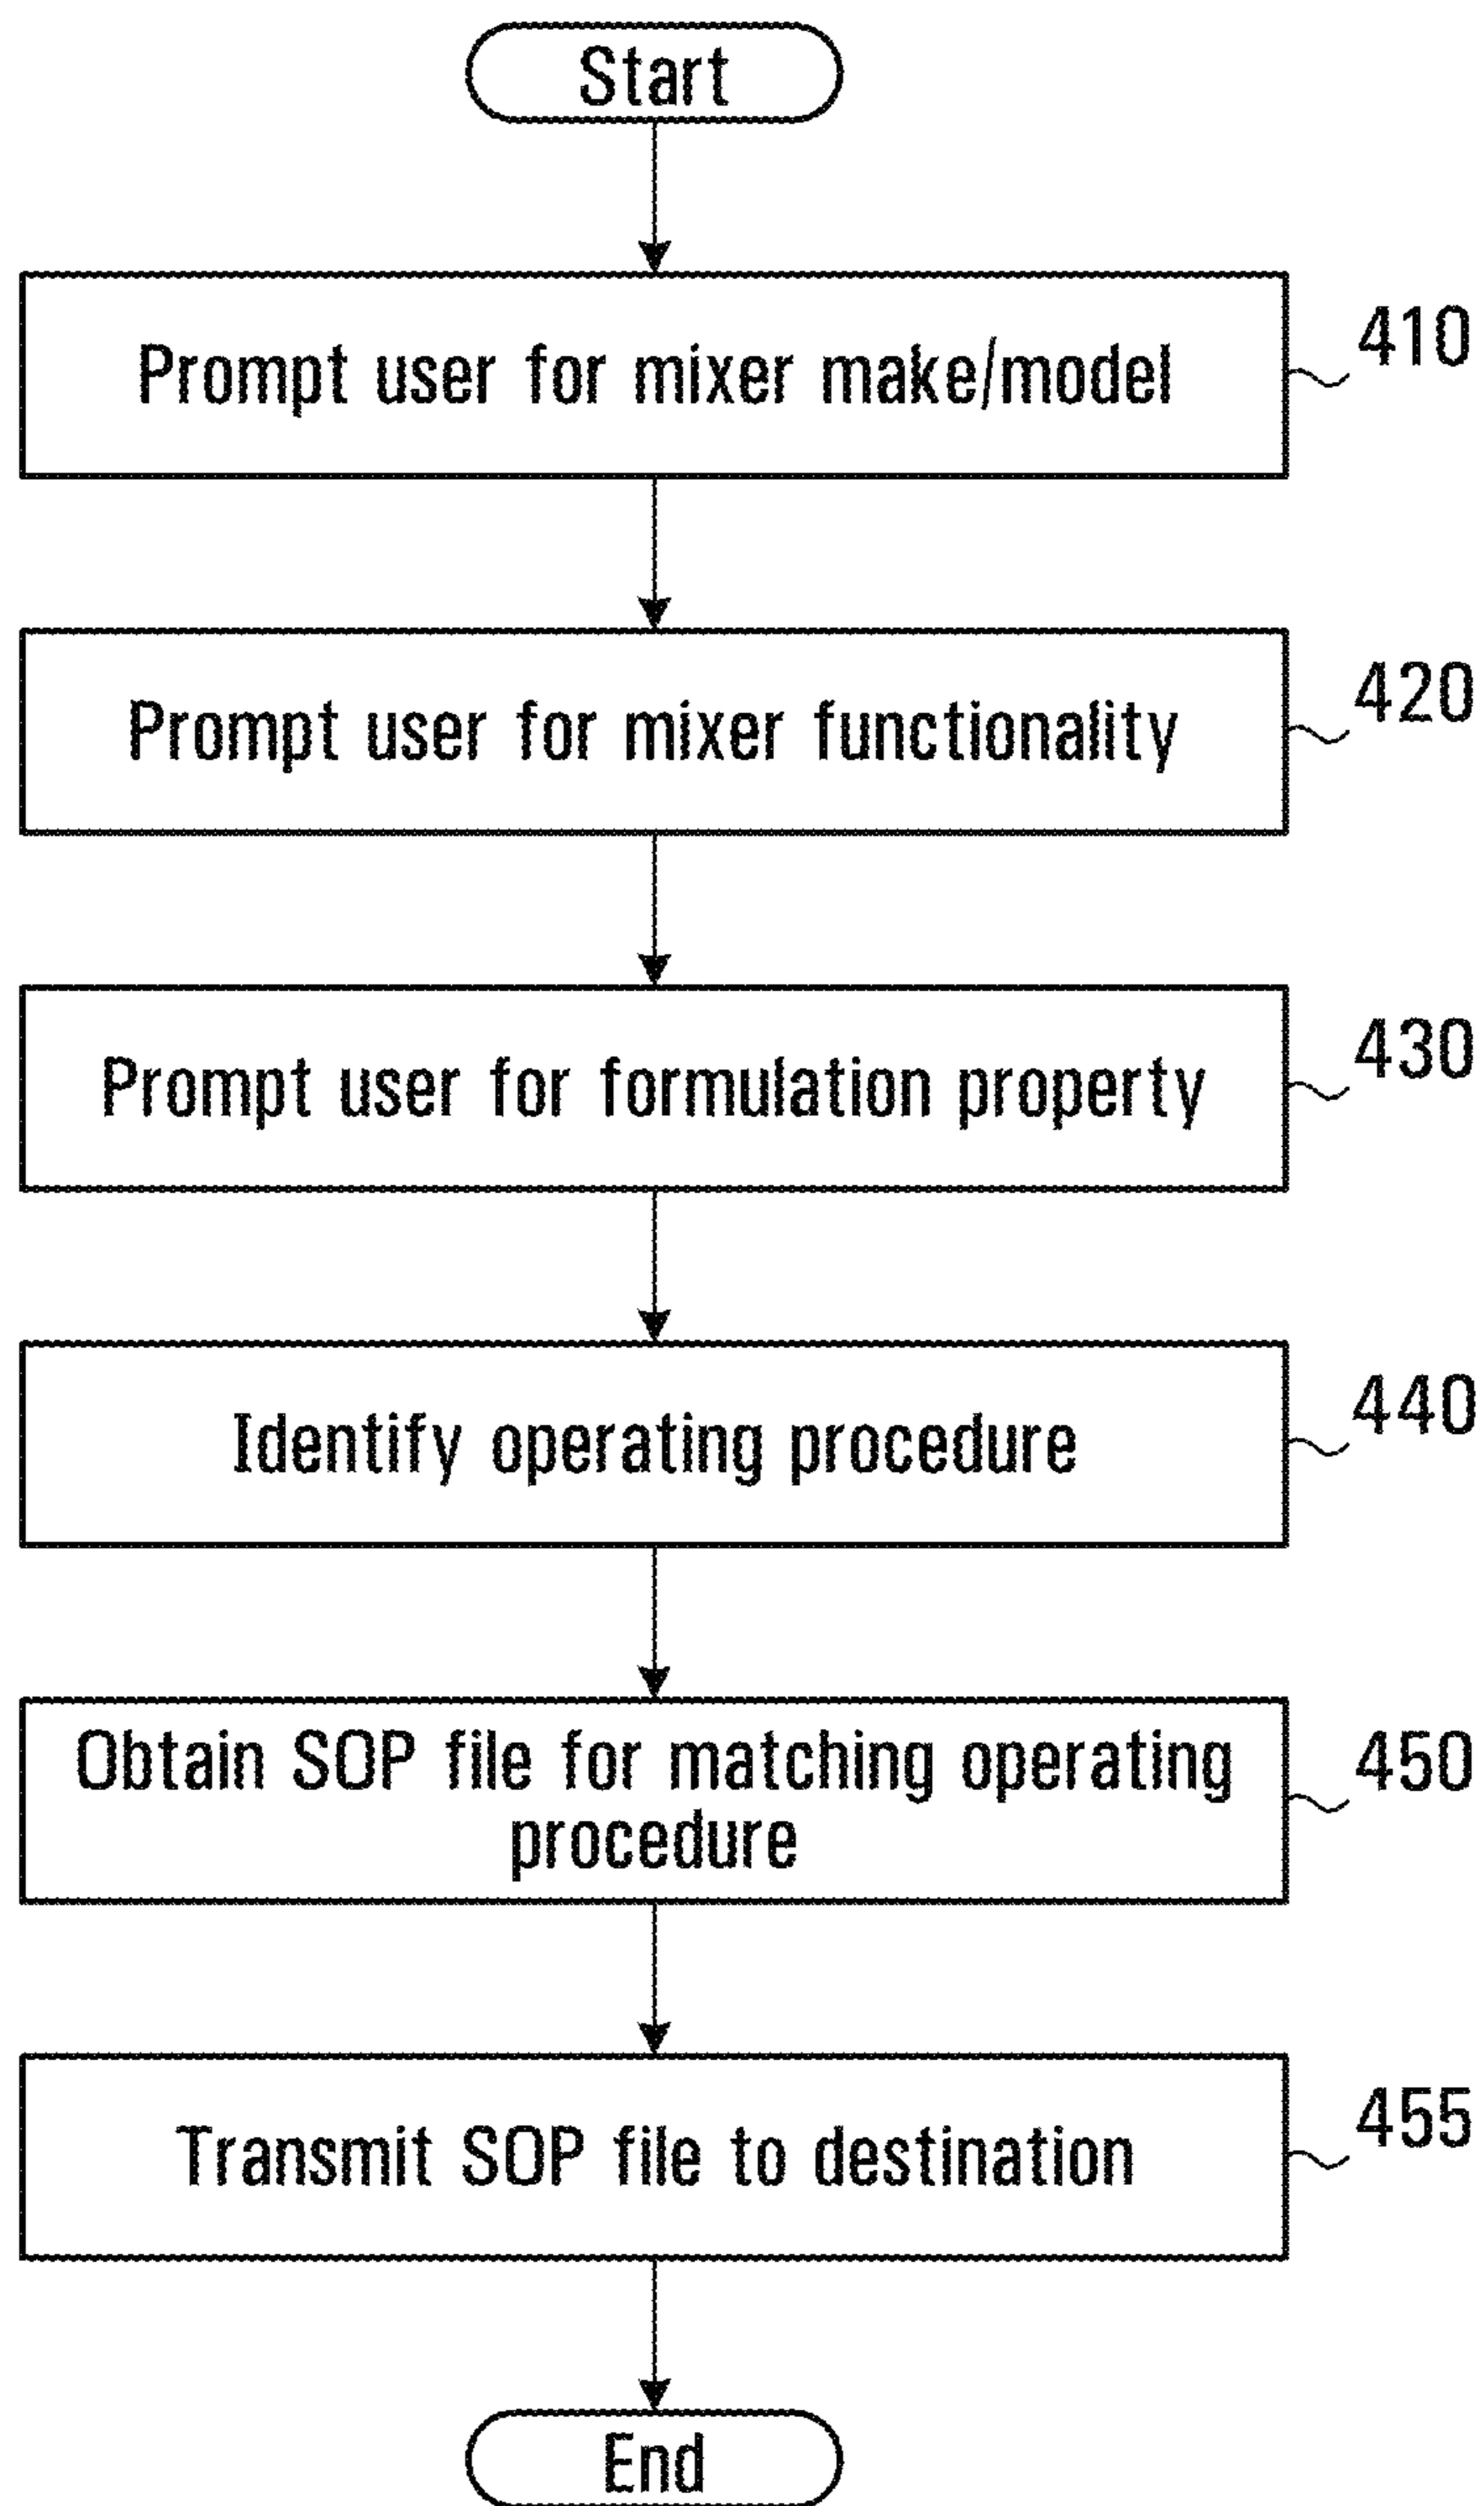 Start
Prompt user for mixer make/model
410
Prompt user for mixer functionality
420
Prompt user for formulation property
430
Identify operating procedure
440
Obtain SOP file for matching operating
procedure
450
Transmit SOP file to destination
455
End